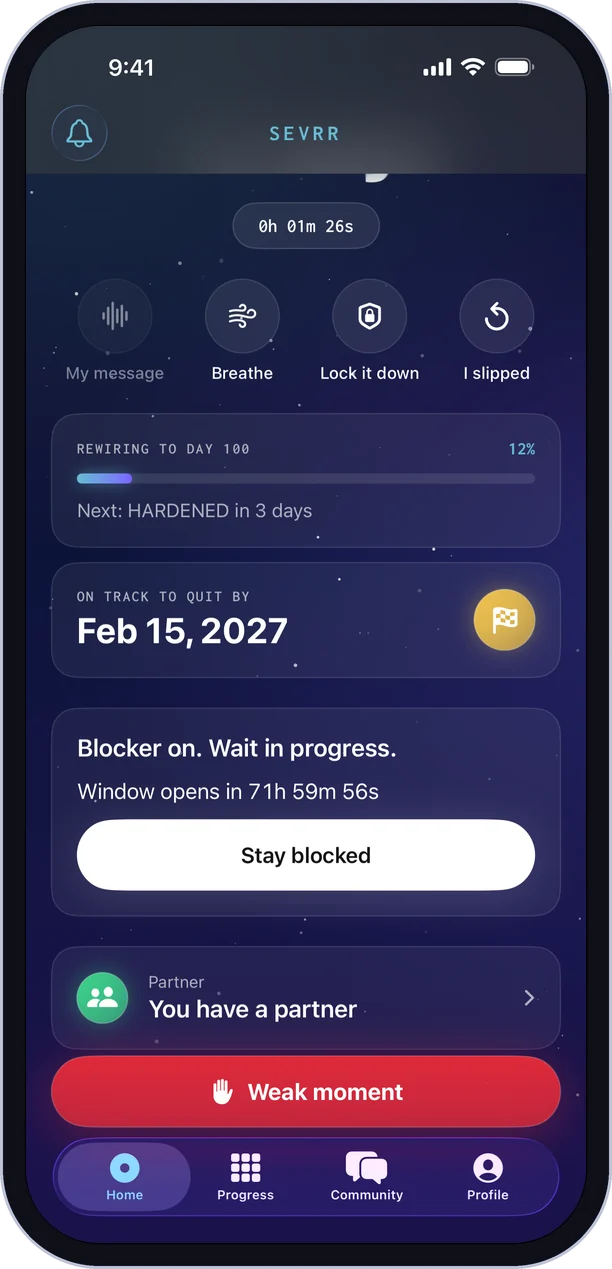 9:41
SEVRR
0h 01m 26s
My message
Breathe
Lock it down
I slipped
REWIRING TO DAY 100
12%
Next: HARDENED in 3 days
ON TRACK TO QUIT BY
Feb 15, 2027
Blocker on. Wait in progress.
Window opens in 71h 59m 56s
Stay blocked
Partner
You have a partner
Weak moment
Home
Progress
Community
Profile